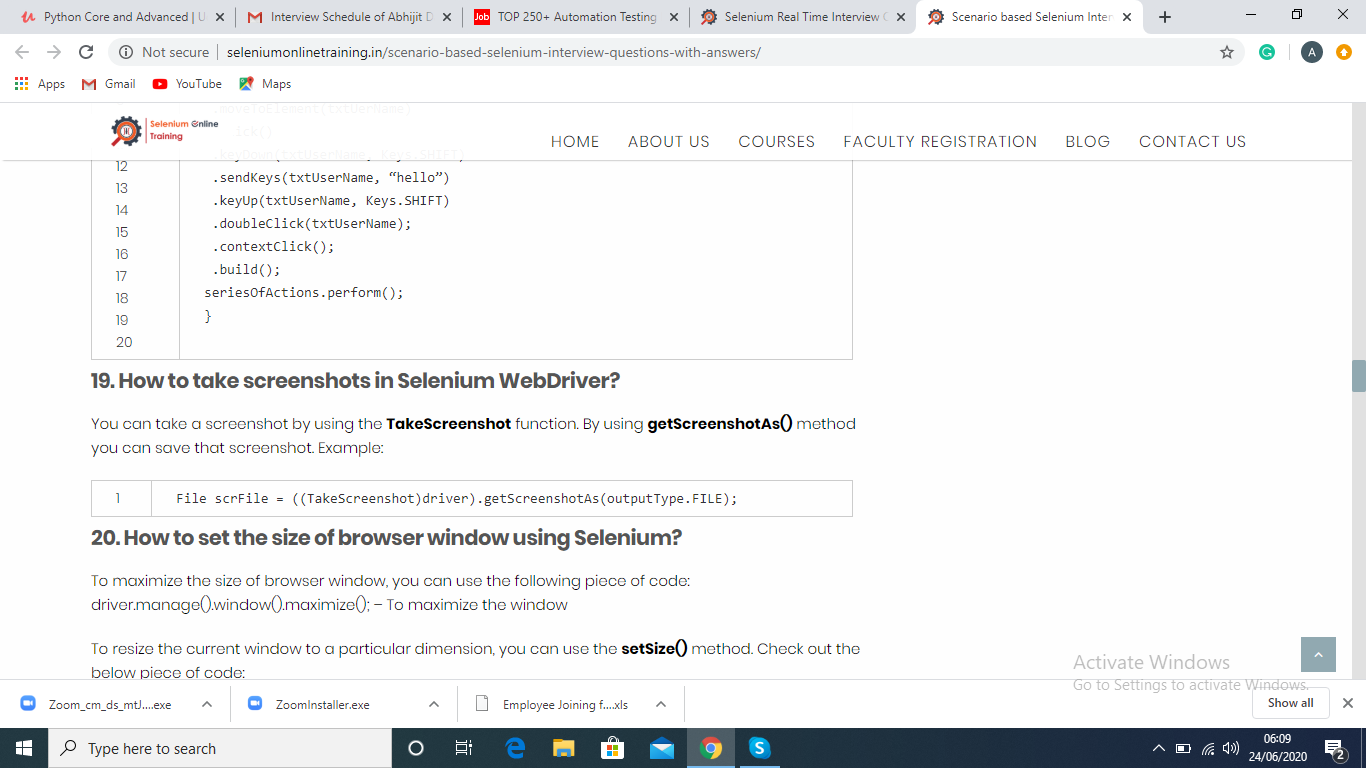 Python Core and Advanced | U
Interview Schedule of Abhijit D
Job TOP 250+ Automation Testing
Selenium Real Time Interview Q
Scenario based Selenium Inter
Not secure seleniumonlinetraining.in/scenario-based-selenium-interview-questions-with-answers/
A
Apps Gmail YouTube Maps
.moveToElement(txtUerName)
Selenium Online
Training
HOME ABOUT US COURSES FACULTY REGISTRATION BLOG CONTACT US
.keyDown(txtUserName, Keys.SHIFT)
12
13 .sendKeys(txtUserName, “hello”)
14 .keyUp(txtUserName, Keys.SHIFT)
15 .doubleClick(txtUserName);
16 .contextClick();
17 .build();
18 seriesOfActions.perform();
19 }
20
19. How to take screenshots in Selenium WebDriver?
You can take a screenshot by using the TakeScreenshot function. By using getScreenshotAs() method
you can save that screenshot. Example:
1 File scrFile = ((TakeScreenshot)driver).getScreenshotAs(outputType.FILE);
20. How to set the size of browser window using Selenium?
To maximize the size of browser window, you can use the following piece of code:
driver.manage().window().maximize(); – To maximize the window
To resize the current window to a particular dimension, you can use the setSize() method. Check out the
below piece of code:
Activate Windows
Go to Settings to activate Windows.
Zoom_cm_ds_mtJ....exe
ZoomInstaller.exe
Employee Joining f....xls
Show all
Type here to search
06:09
24/06/2020
2